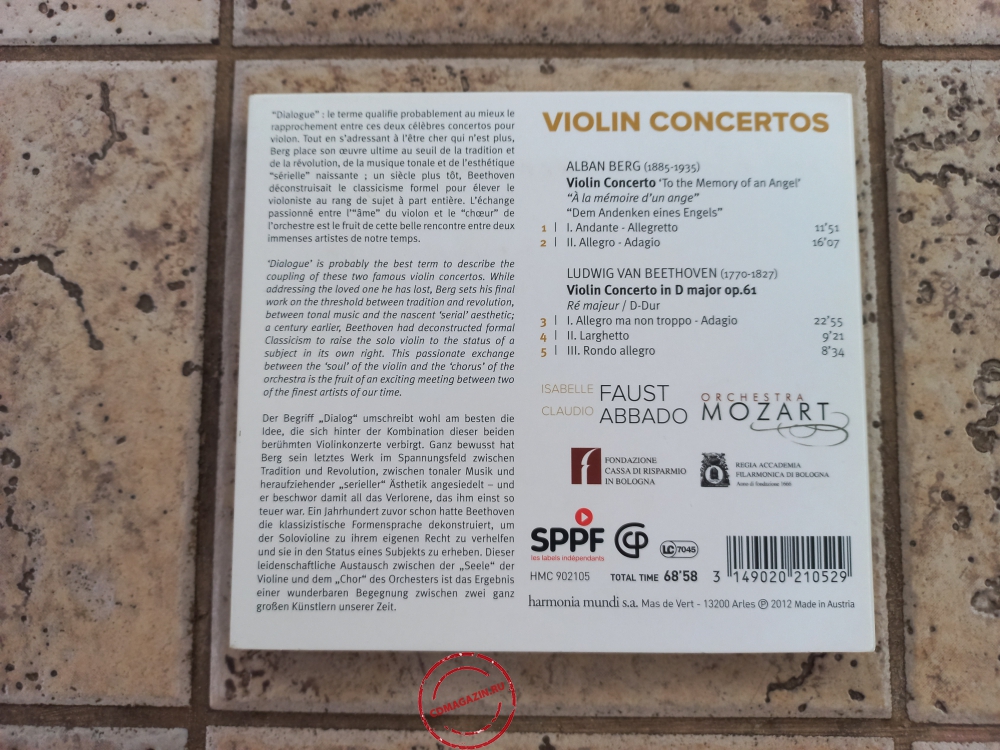 "Dialogue" : le terme qualifie probablement au mieux le
rapprochement entre ces deux célèbres concertos pour
violon. Tout en s'adressant à l'être cher qui n'est plus,
Berg place son œuvre ultime au seuil de la tradition et
de la révolution, de la musique tonale et de l'esthétique
"sérielle" naissante ; un siècle plus tôt, Beethoven
déconstruisait le classicisme formel pour élever le
violoniste au rang de sujet à part entière. L'échange
passionné entre l'"âme" du violon et le "chœur" de
l'orchestre est le fruit de cette belle rencontre entre deux
immenses artistes de notre temps.
'Dialogue' is probably the best term to describe the
coupling of these two famous violin concertos. While
addressing the loved one he has lost, Berg sets his final
work on the threshold between tradition and revolution,
between tonal music and the nascent 'serial' aesthetic;
a century earlier, Beethoven had deconstructed formal
Classicism to raise the solo violin to the status of a
subject in its own right. This passionate exchange
between the 'soul' of the violin and the 'chorus' of the
orchestra is the fruit of an exciting meeting between two
of the finest artists of our time.
Der Begriff „Dialog" umschreibt wohl am besten die
Idee, die sich hinter der Kombination dieser beiden
berühmten Violinkonzerte verbirgt. Ganz bewusst hat
Berg sein letztes Werk im Spannungsfeld zwischen
Tradition und Revolution, zwischen tonaler Musik und
heraufziehender „serieller" Ästhetik angesiedelt – und
er beschwor damit all das Verlorene, das ihm einst so
teuer war. Ein Jahrhundert zuvor schon hatte Beethoven
die klassizistische Formensprache dekonstruiert, um
der Solovioline zu ihrem eigenen Recht zu verhelfen
und sie in den Status eines Subjekts zu erheben. Dieser
leidenschaftliche Austausch zwischen der „Seele" der
Violine und dem „Chor" des Orchesters ist das Ergebnis
einer wunderbaren Begegnung zwischen zwei ganz
großen Künstlern unserer Zeit.
VIOLIN CONCERTOS
ALBAN BERG (1885-1935)
Violin Concerto 'To the Memory of an Angel'
"À la mémoire d'un ange"
"Dem Andenken eines Engels"
1 | I. Andante - Allegretto 11'51
2 | II. Allegro - Adagio 16'07
LUDWIG VAN BEETHOVEN (1770-1827)
Violin Concerto in D major op.61
Ré majeur / D-Dur
3 | I. Allegro ma non troppo - Adagio 22'55
4 | II. Larghetto 9'21
5 | III. Rondo allegro 8'34
ISABELLE FAUST
CLAUDIO ABBADO
ORCHESTRA
MOZART
FONDAZIONE
CASSA DI RISPARMIO
IN BOLOGNA
REGIA ACCADEMIA
FILARMONICA DI BOLOGNA
Anno di fondazione 1666
SPPF
les labels indépendants
LC 7045
HMC 902105 TOTAL TIME 68'58 3 149020 210529
harmonia mundi s.a. Mas de Vert - 13200 Arles ℗ 2012 Made in Austria
CDMAGAZIN.RU